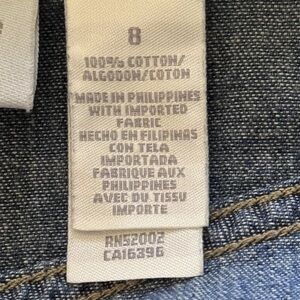 8
100% COTTON/
ALGODON/COTON
MADE IN PHILIPPINES
WITH IMPORTED
FABRIC
HECHO EN FILIPINAS
CON TELA
IMPORTADA
FABRIQUE AUX
PHILIPPINES
AVEC DU TISSU
IMPORTE
RN52002
CA16396